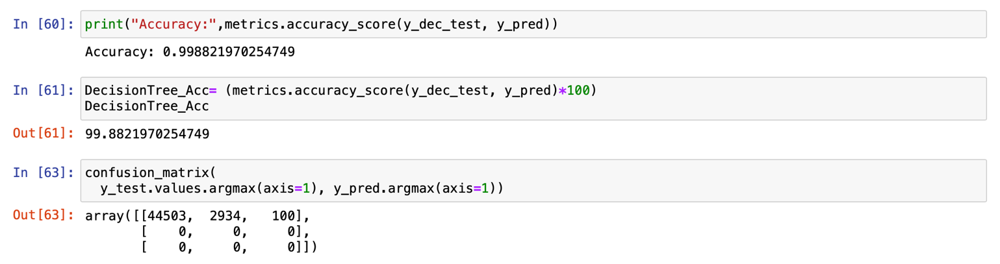 In [60]: print("Accuracy:",metrics.accuracy_score(y_dec_test, y_pred))
Accuracy: 0.998821970254749
In [61]: DecisionTree_Acc= (metrics.accuracy_score(y_dec_test, y_pred)*100)
DecisionTree_Acc
Out[61]: 99.8821970254749
In [63]: confusion_matrix(
y_test.values.argmax(axis=1), y_pred.argmax(axis=1))
Out[63]: array([[44503, 2934, 100],
[ 0, 0, 0],
[ 0, 0, 0]])